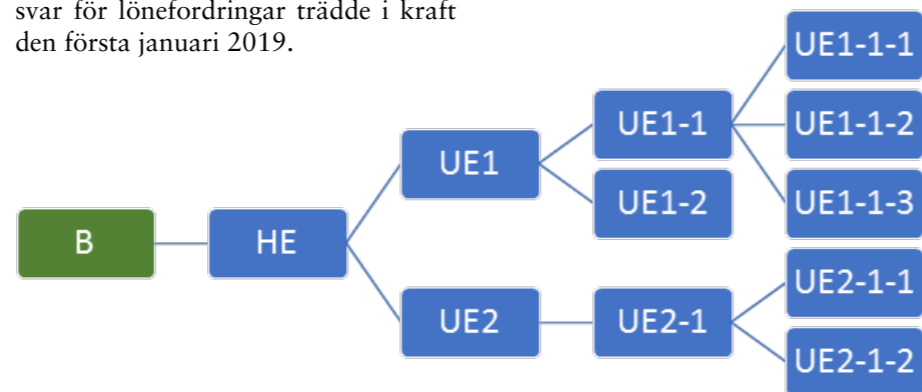 svar för lönefordringar trädde i kraft
den första januari 2019.
UE1-1-1
UE1-1
UE1-1-2
UE1
UE1-2
UE1-1-3
B
HE
UE2-1-1
UE2
UE2-1
UE2-1-2